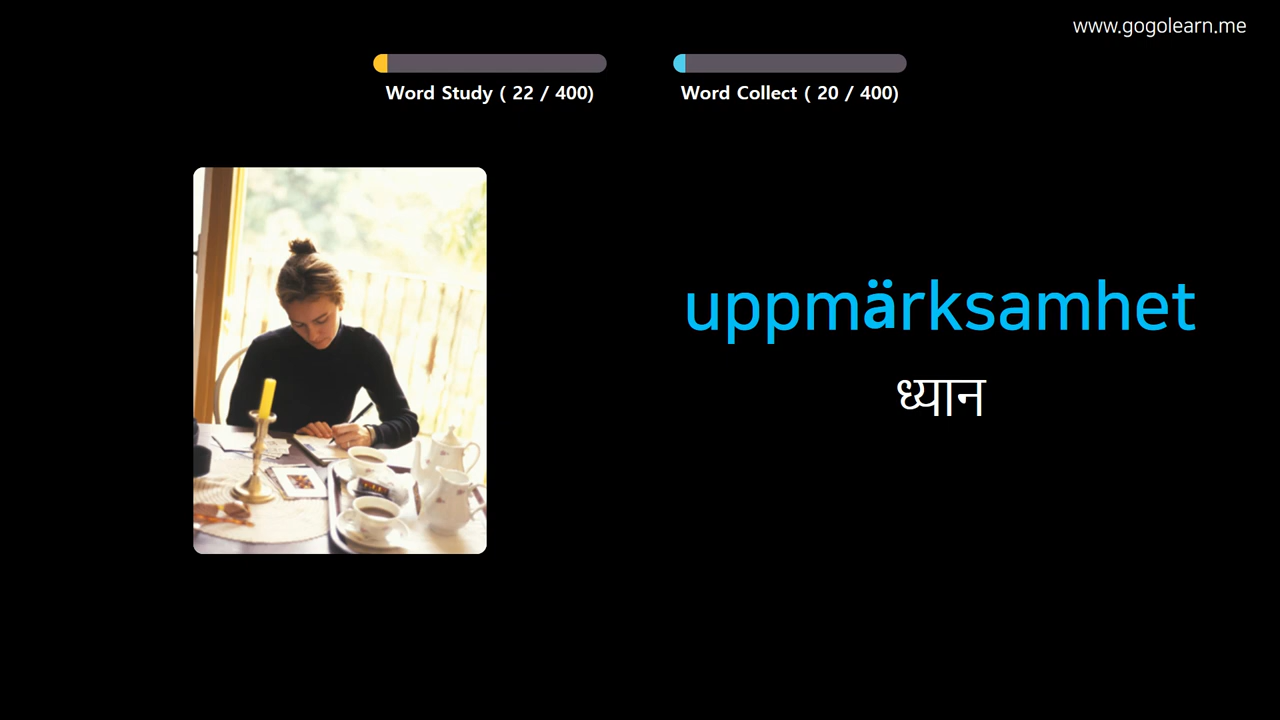 www.gogolearn.me
Word Study ( 22 / 400)
Word Collect ( 20 / 400)
uppmärksamhet
ध्यान